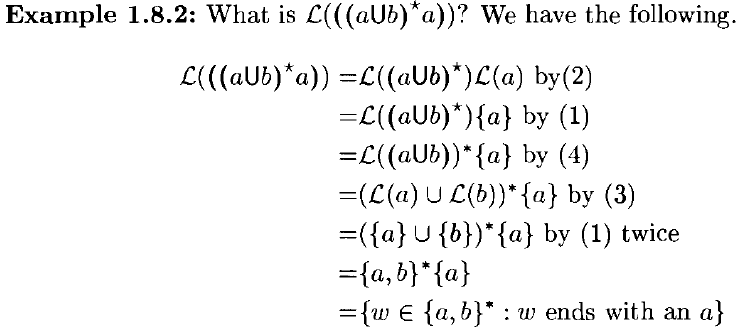 Example 1.8.2: What is ℒ(((a∪b)*a))? We have the following.
ℒ(((a∪b)*a)) =ℒ((a∪b)*)ℒ(a) by(2)
=ℒ((a∪b)*){a} by (1)
=ℒ((a∪b))*{a} by (4)
=(ℒ(a) ∪ ℒ(b))*{a} by (3)
=({a} ∪ {b})*{a} by (1) twice
={a, b}*{a}
={w ∈ {a, b}* : w ends with an a}